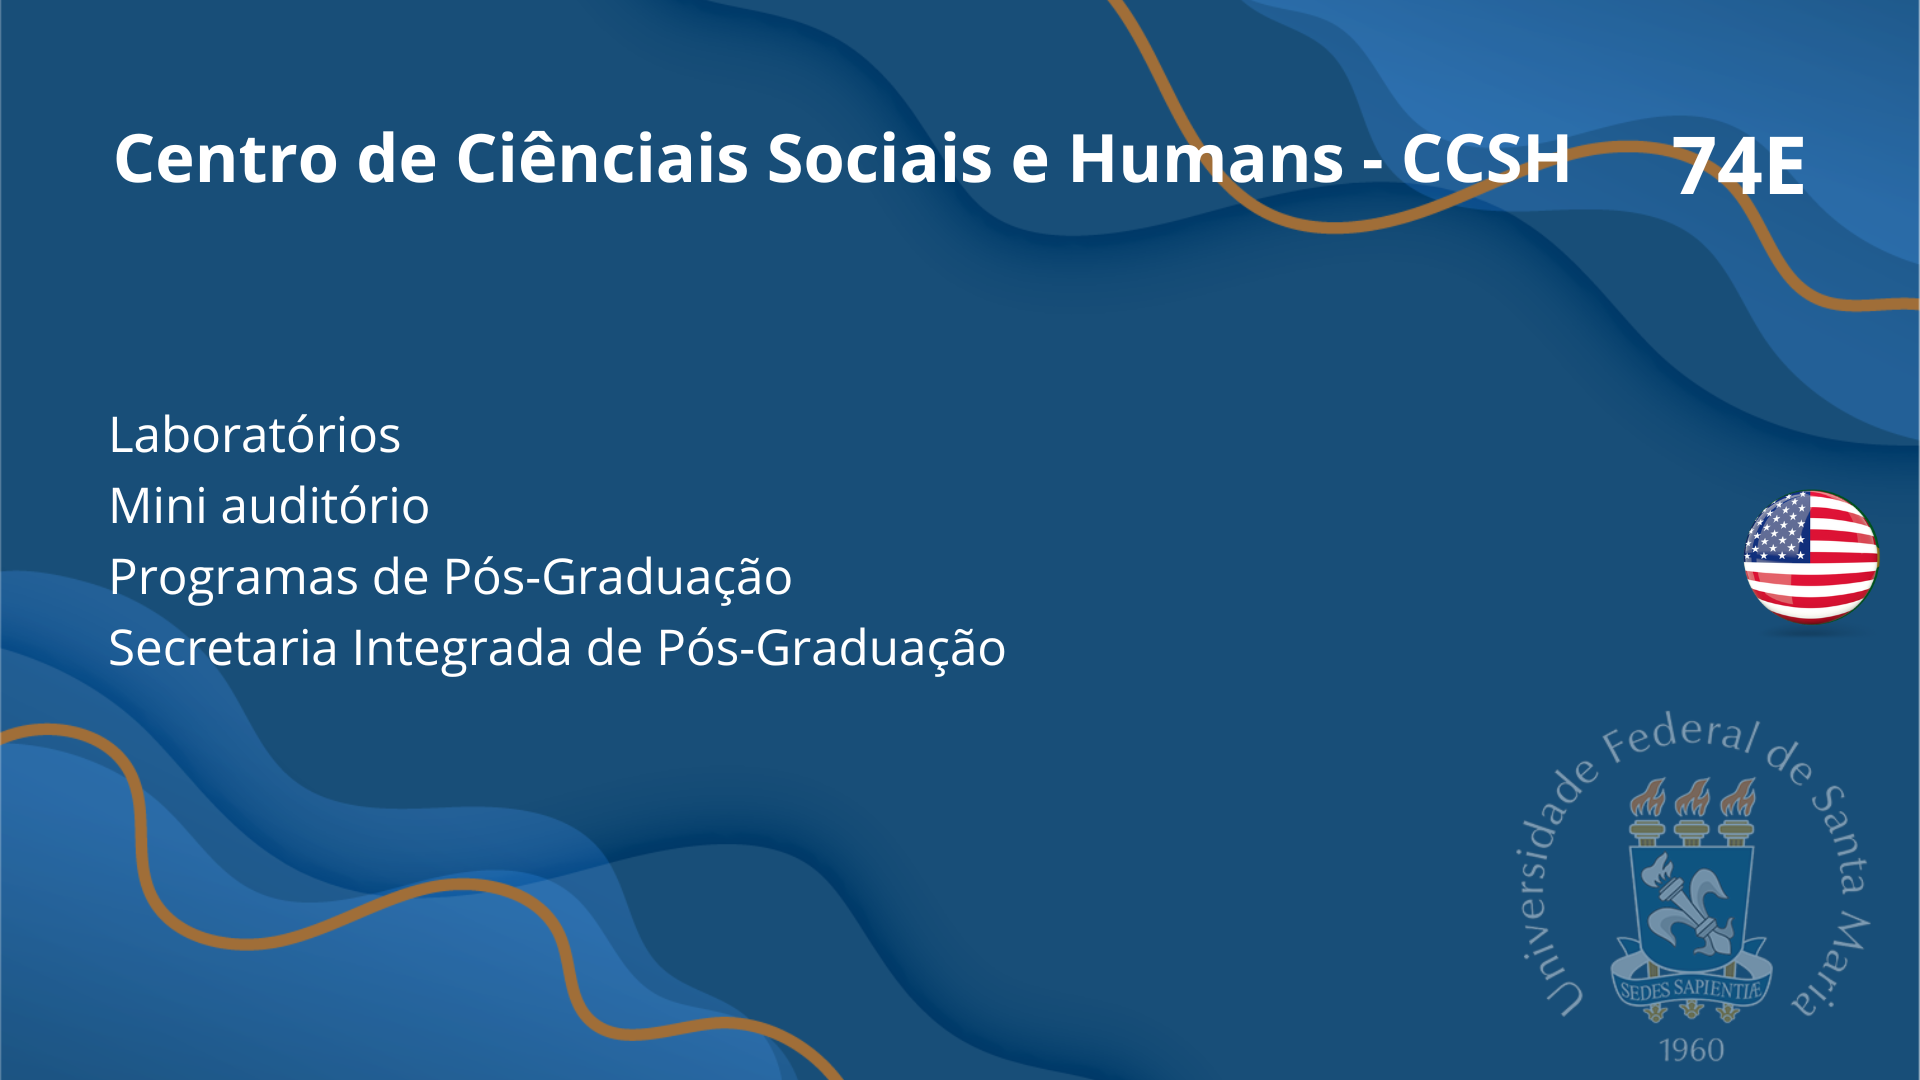 Centro de Ciênciais Sociais e Humans - CCSH
74E
Laboratórios
Mini auditório
Programas de Pós-Graduação
Secretaria Integrada de Pós-Graduação
Universidade Federal de Santa Maria
SEDES SAPIENTIÆ
1960